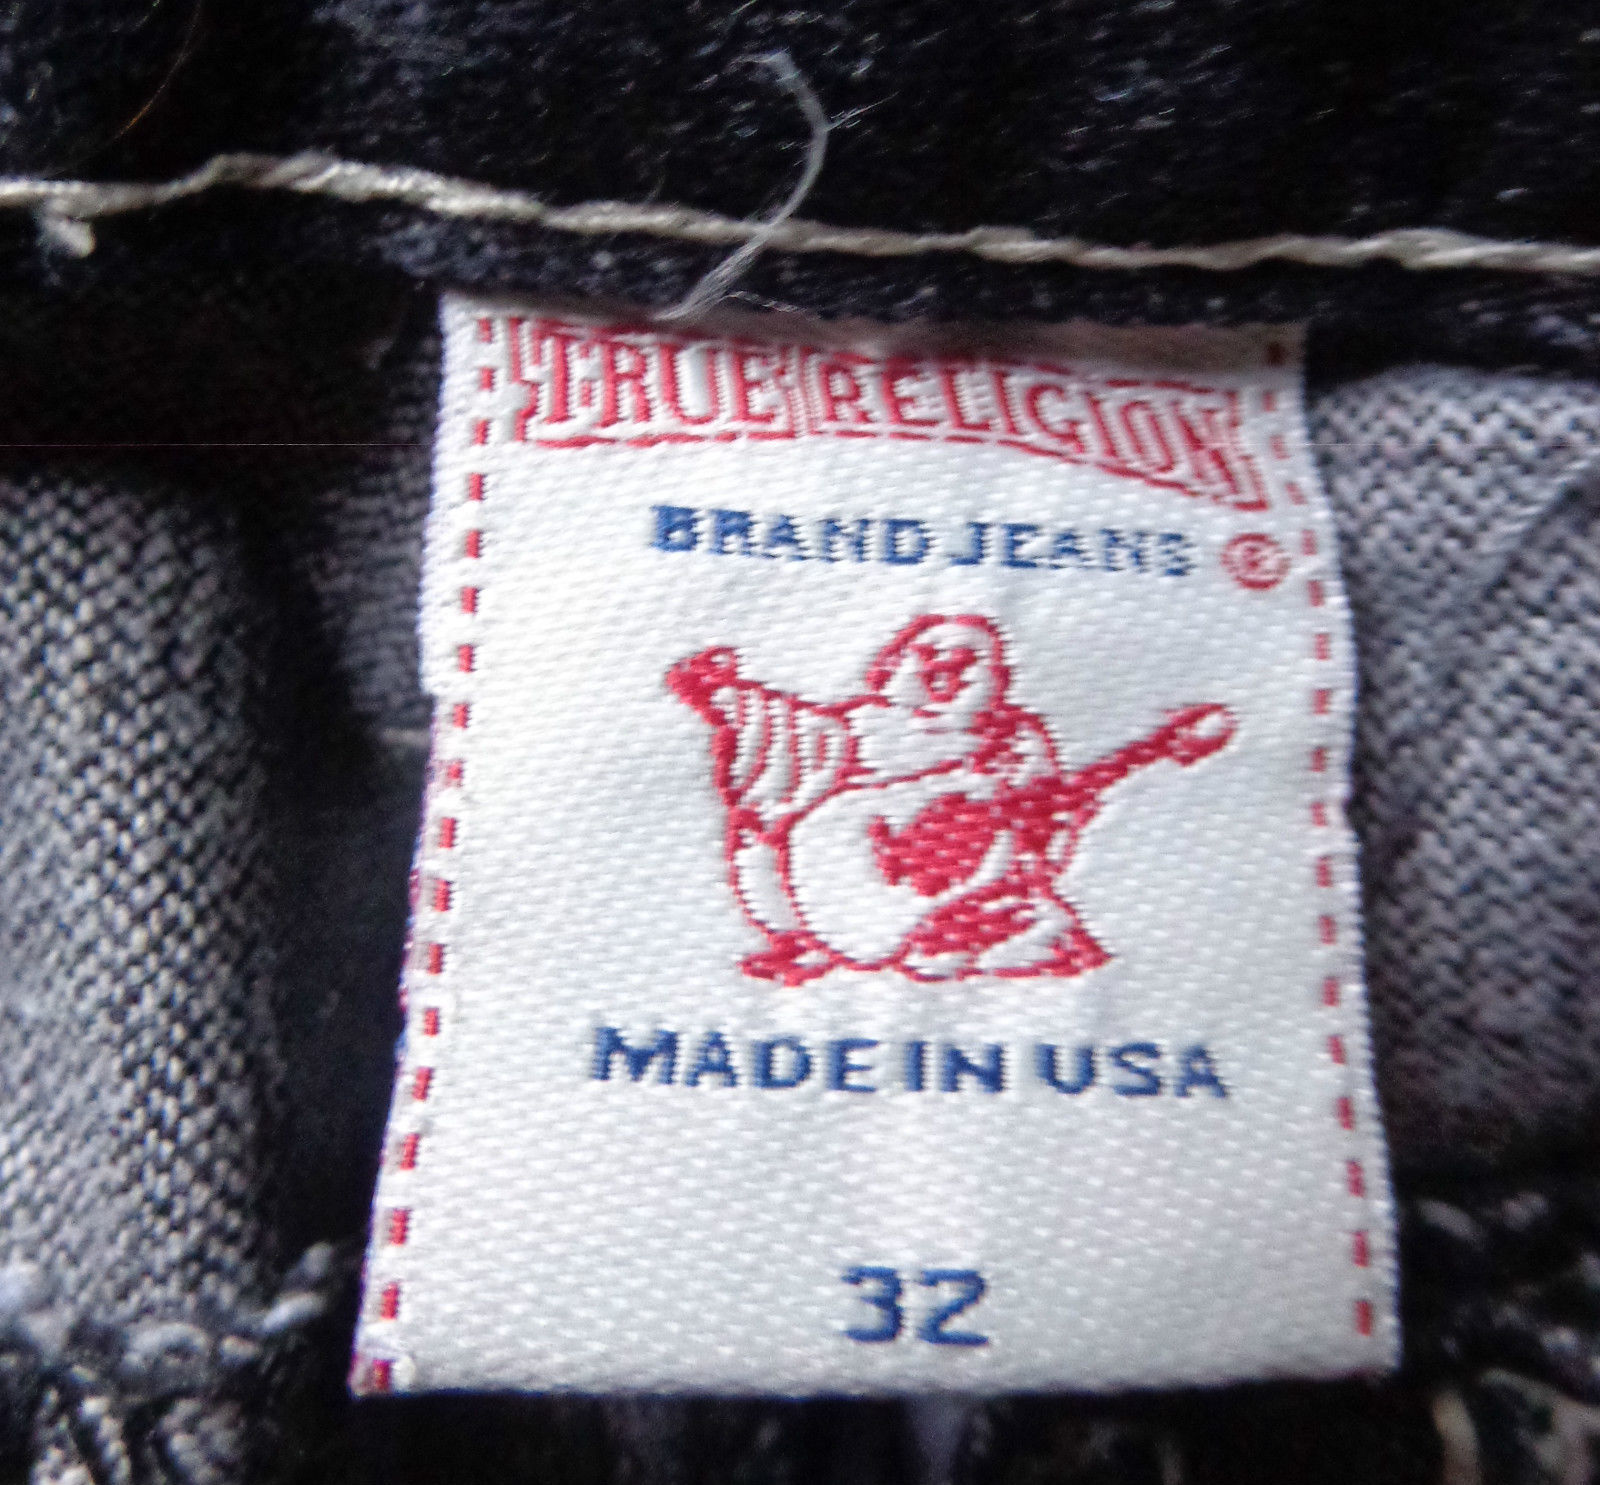 TRUE RELIGION
BRAND JEANS ®
MADE IN USA
32